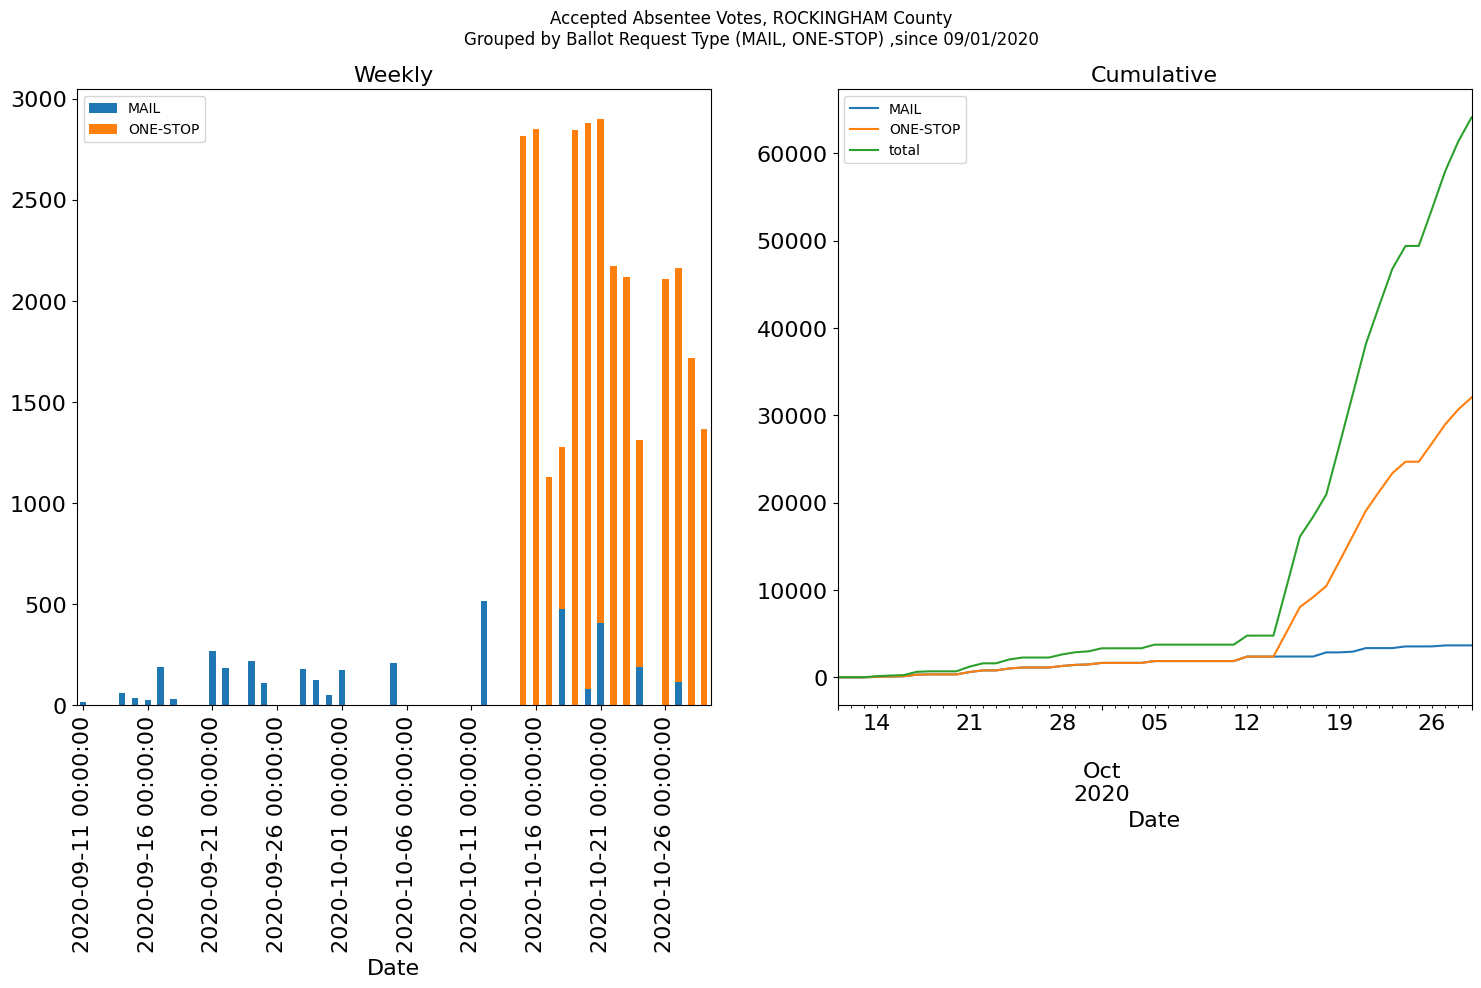 Accepted Absentee Votes, ROCKINGHAM County
Grouped by Ballot Request Type (MAIL, ONE-STOP) ,since 09/01/2020
Weekly
MAIL
ONE-STOP
3000
2500
2000
1500
1000
500
0
2020-09-11 00:00:00
2020-09-16 00:00:00
2020-09-21 00:00:00
2020-09-26 00:00:00
2020-10-01 00:00:00
2020-10-06 00:00:00
2020-10-11 00:00:00
2020-10-16 00:00:00
2020-10-21 00:00:00
2020-10-26 00:00:00
Date
Cumulative
MAIL
ONE-STOP
total
60000
50000
40000
30000
20000
10000
0
14 21 28 05 12 19 26
Oct
2020
Date